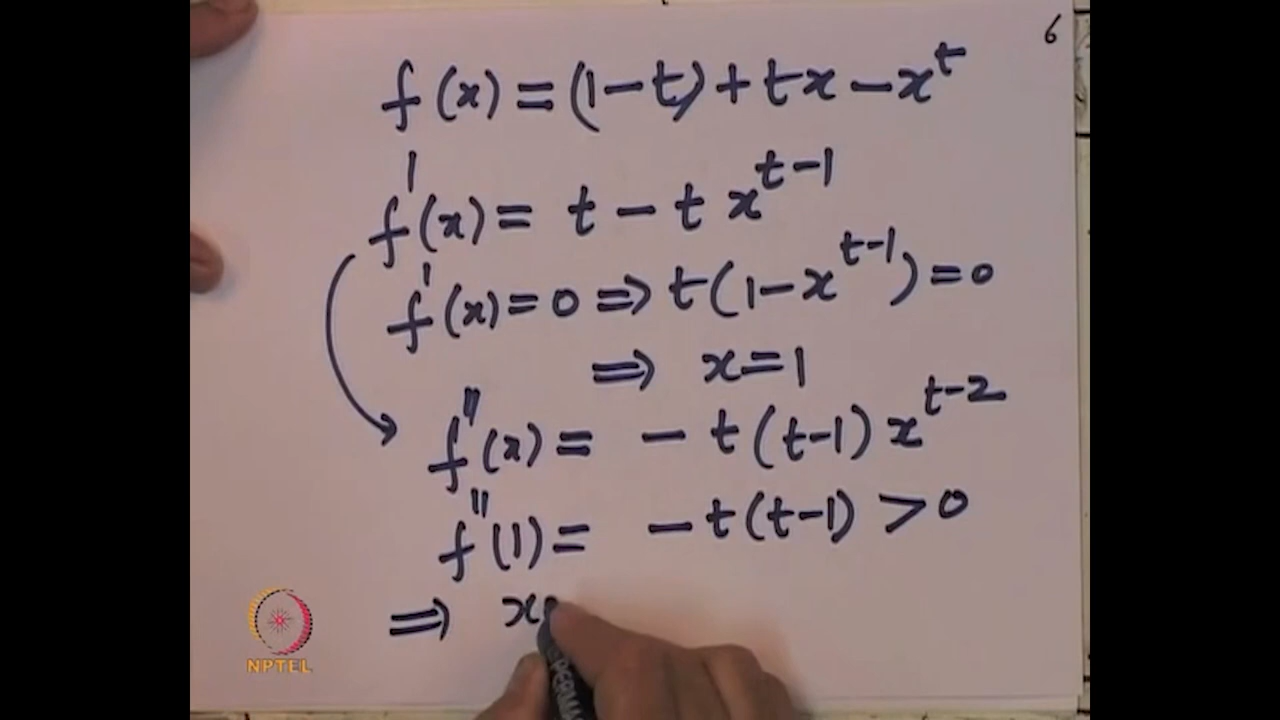 6
f(x) = (1-t) + tx - x^t
f'(x) = t - t x^{t-1}
f'(x) = 0 ⇒ t(1 - x^{t-1}) = 0
⇒ x = 1
f''(x) = - t(t-1) x^{t-2}
f''(1) = - t(t-1) > 0
⇒ x
NPTEL